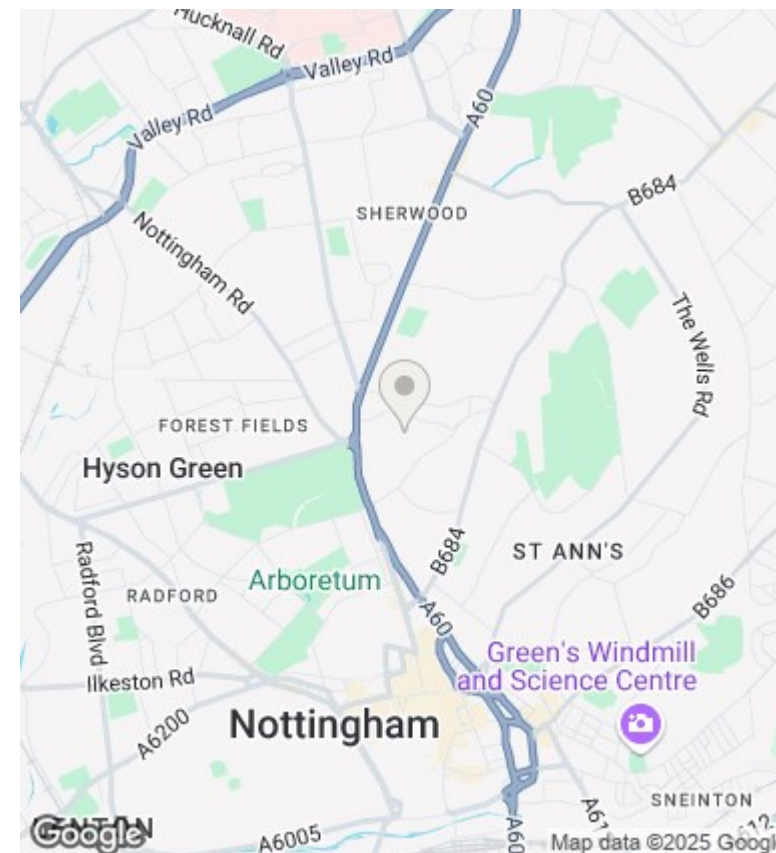 Hucknall Rd
Valley Rd
Valley Rd
A60
B684
SHERWOOD
Nottingham Rd
The Wells Rd
FOREST FIELDS
Hyson Green
B684
ST ANN'S
Arboretum
Radford Blvd
RADFORD
A60
B686
Green's Windmill
and Science Centre
Ilkeston Rd
A6200
Nottingham
SNEINTON
Google
A6005
A60
Map data ©2025 Googl